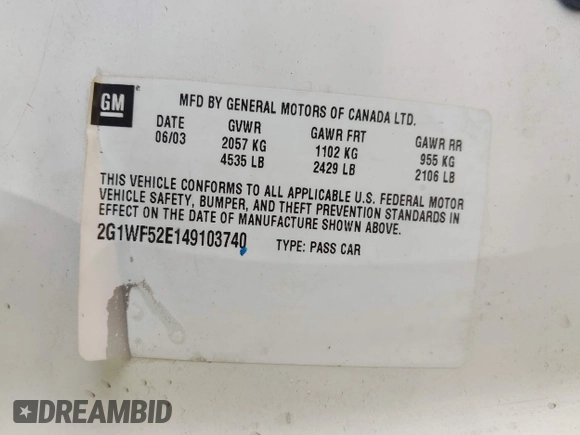 GM
MFD BY GENERAL MOTORS OF CANADA LTD.
DATE GVWR GAWR FRT GAWR RR
06/03 2057 KG 1102 KG 955 KG
4535 LB 2429 LB 2106 LB
THIS VEHICLE CONFORMS TO ALL APPLICABLE U.S. FEDERAL MOTOR
VEHICLE SAFETY, BUMPER, AND THEFT PREVENTION STANDARDS IN
EFFECT ON THE DATE OF MANUFACTURE SHOWN ABOVE.
2G1WF52E149103740 TYPE: PASS CAR
DREAMBID